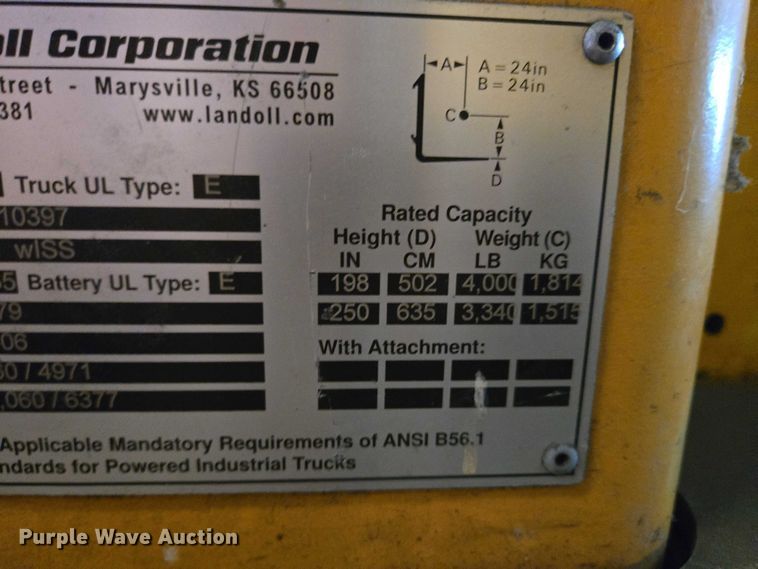 Corporation
treet - Marysville, KS 66508
381 www.landoll.com
A A = 24in
B = 24in
C
B
D
Truck UL Type: E
10397
wISS
Battery UL Type: E
79
06
/ 4971
,060 / 6377
Rated Capacity
Height (D) Weight (C)
IN CM LB KG
198 502 4,000 1,814
250 635 3,340 1,515
With Attachment:
Applicable Mandatory Requirements of ANSI B56.1
ndards for Powered Industrial Trucks
Purple Wave Auction